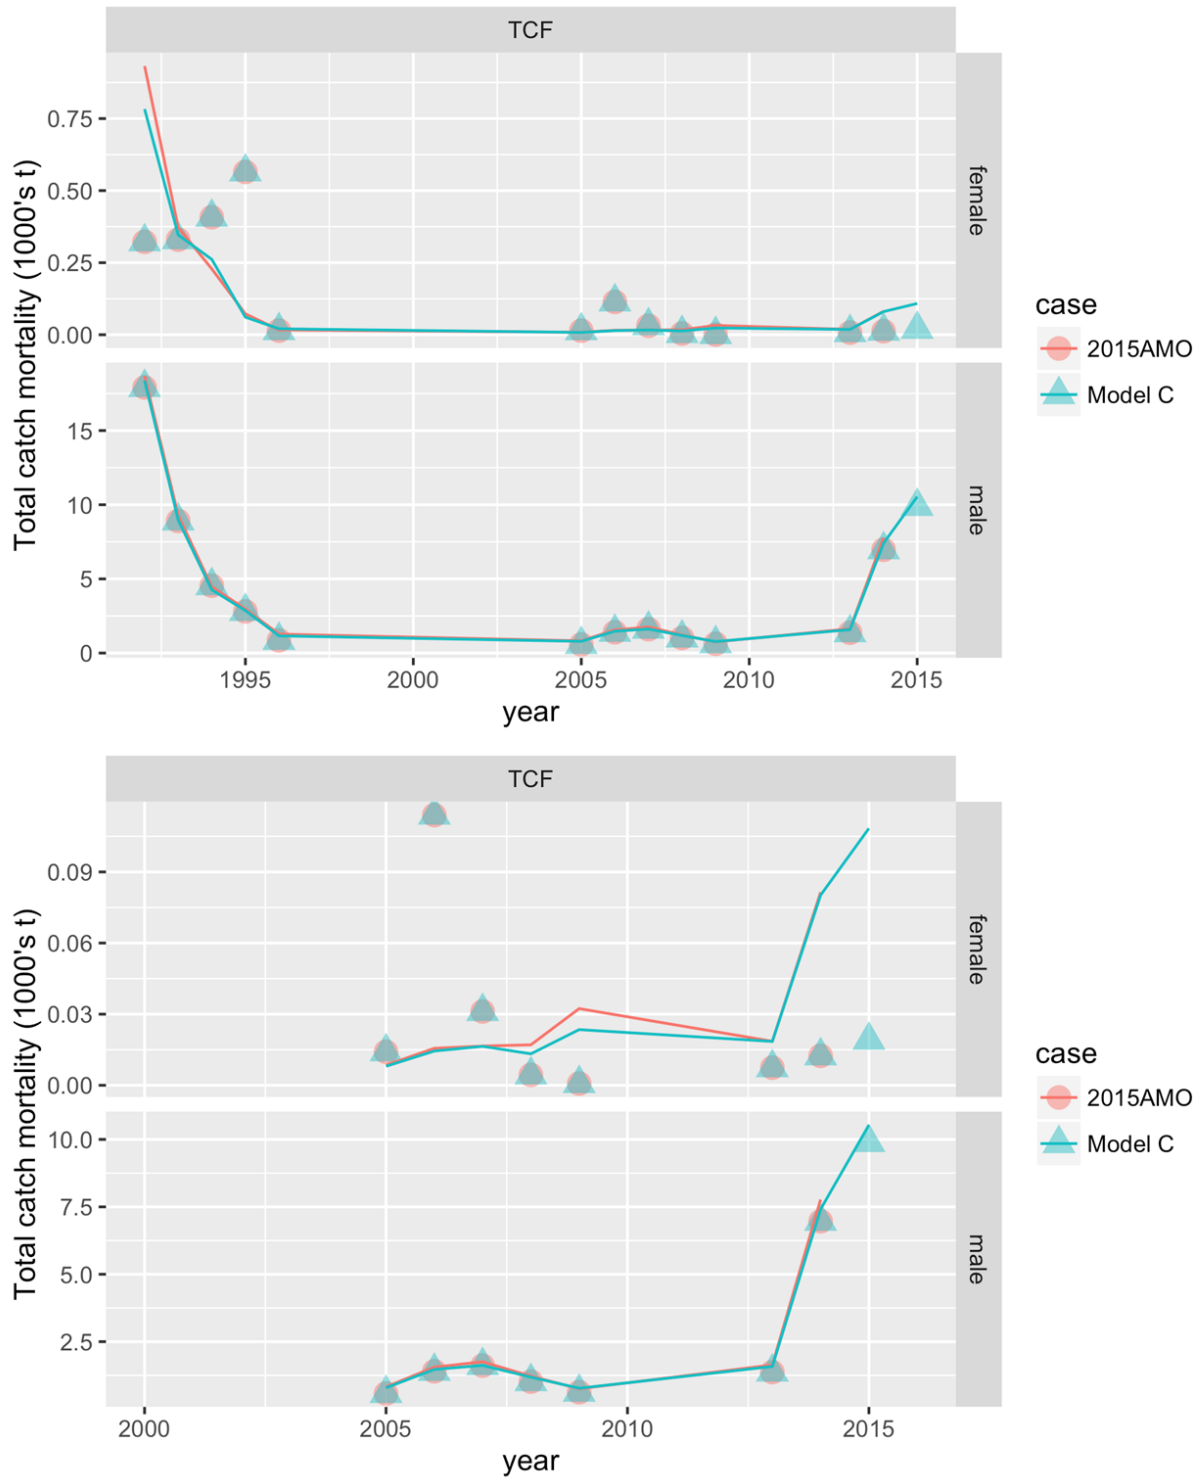 TCF
Total catch mortality (1000's t)
0.75
0.50
0.25
0.00
female
15
10
5
0
male
1995
2000
2005
2010
2015
year
case
2015AMO
Model C
TCF
Total catch mortality (1000's t)
0.09
0.06
0.03
0.00
female
10.0
7.5
5.0
2.5
male
2000
2005
2010
2015
year
case
2015AMO
Model C